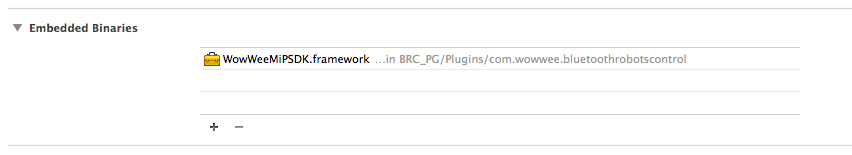 Embedded Binaries
WowWeeMiPSDK.framework ...in BRC_PG/Plugins/com.wowwee.bluetoothrobotscontrol
+ −